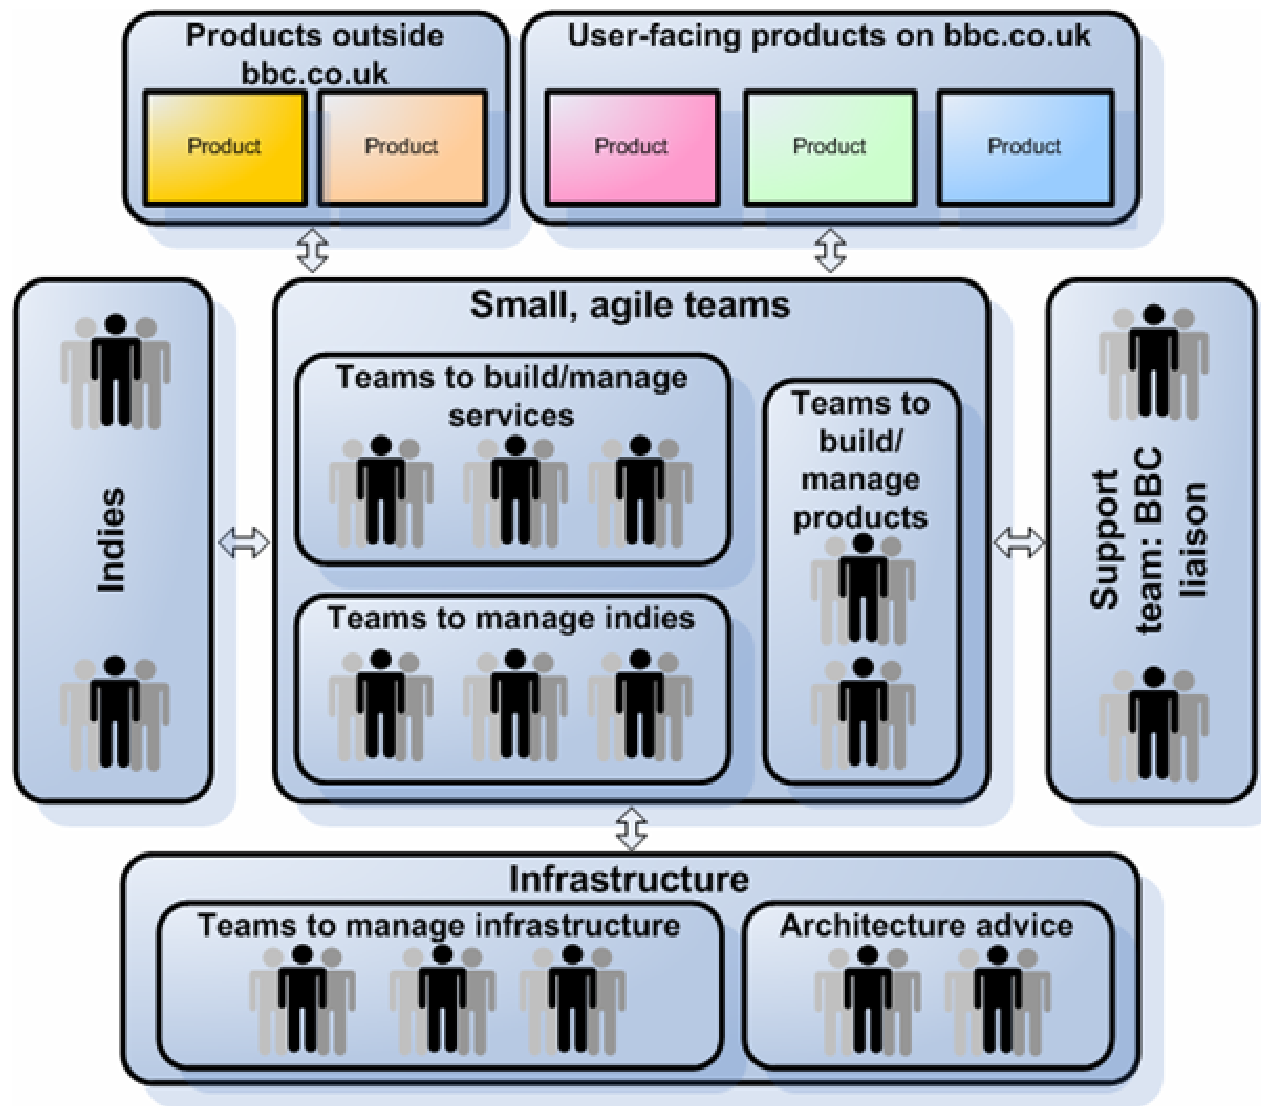 Products outside
bbc.co.uk
User-facing products on bbc.co.uk
Product
Product
Product
Product
Product
Small, agile teams
Teams to build/manage
services
Teams to
build/
manage
products
Teams to manage indies
Indies
Support
team: BBC
liaison
Infrastructure
Teams to manage infrastructure
Architecture advice